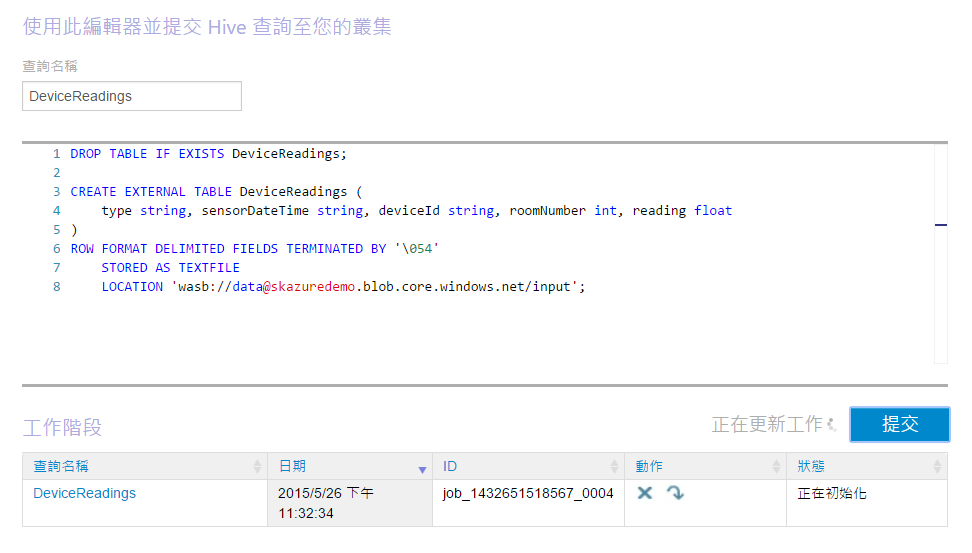 使用此編輯器並提交 Hive 查詢至您的叢集
查詢名稱
DeviceReadings
1 DROP TABLE IF EXISTS DeviceReadings;
2
3 CREATE EXTERNAL TABLE DeviceReadings (
4 type string, sensorDateTime string, deviceId string, roomNumber int, reading float
5 )
6 ROW FORMAT DELIMITED FIELDS TERMINATED BY '\054'
7 STORED AS TEXTFILE
8 LOCATION 'wasb://data@skazuredemo.blob.core.windows.net/input';
工作階段 正在更新工作 提交
查詢名稱 日期 ID 動作 狀態
DeviceReadings 2015/5/26 下午 job_1432651518567_0004 正在初始化
11:32:34